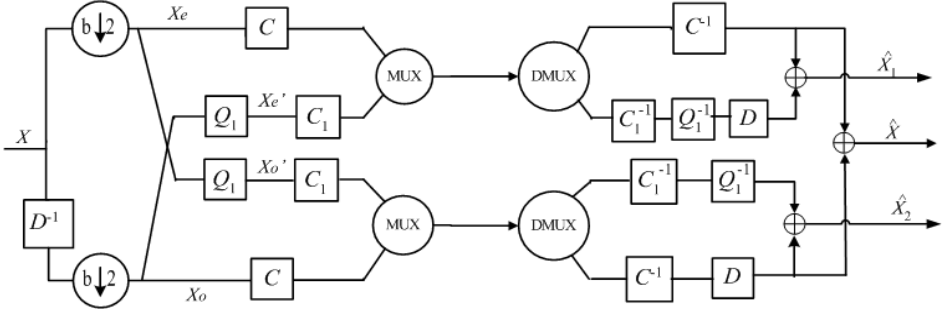 b↓2 Xe C C⁻¹
MUX DMUX X̂₁
Q₁ Xe' C₁ C₁⁻¹ Q₁⁻¹ D
X X̂
Q₁ Xo' C₁ C₁⁻¹ Q₁⁻¹
D⁻¹ MUX DMUX X̂₂
b↓2 Xo C C⁻¹ D